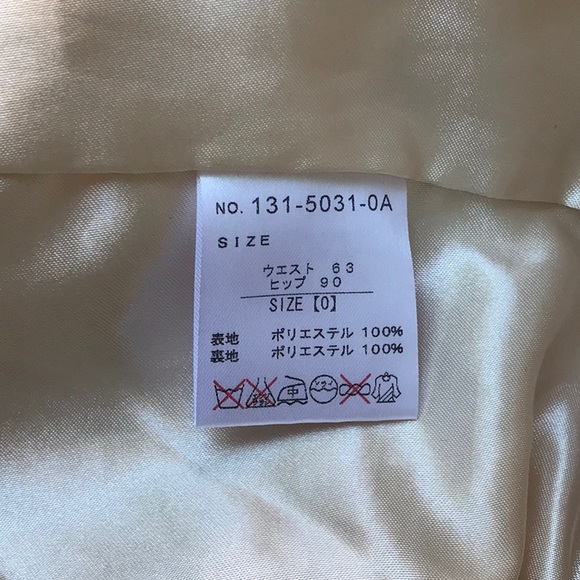 NO. 131-5031-0A
SIZE
ウエスト 63
ヒップ 90
SIZE【0】
表地 ポリエステル 100%
裏地 ポリエステル 100%
中